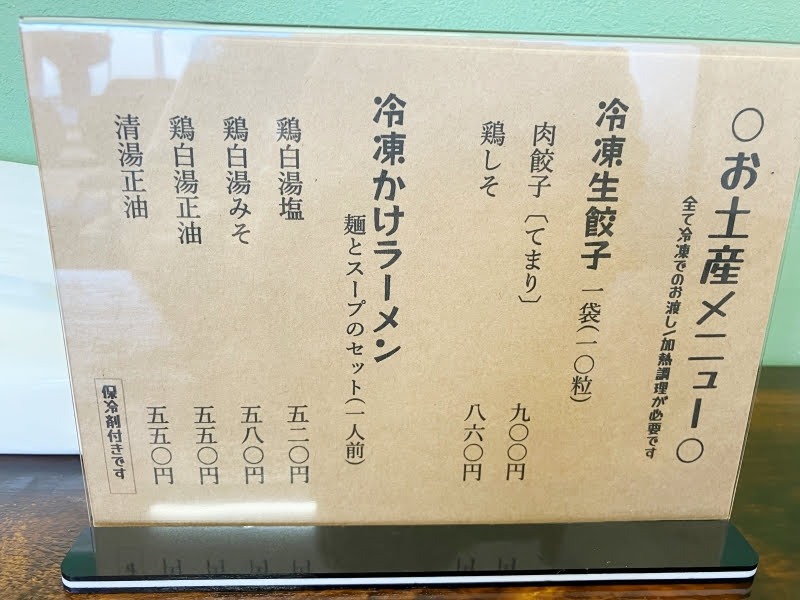 〇お土産メニュー〇
全て冷凍でのお渡し/加熱調理が必要です
冷凍生餃子 一袋(一〇粒)
肉餃子〔てまり〕 九〇〇円
鶏しそ 八六〇円
冷凍かけラーメン
麺とスープのセット(一人前)
鶏白湯塩 五二〇円
鶏白湯みそ 五八〇円
鶏白湯正油 五五〇円
清湯正油 五五〇円
保冷剤付きです